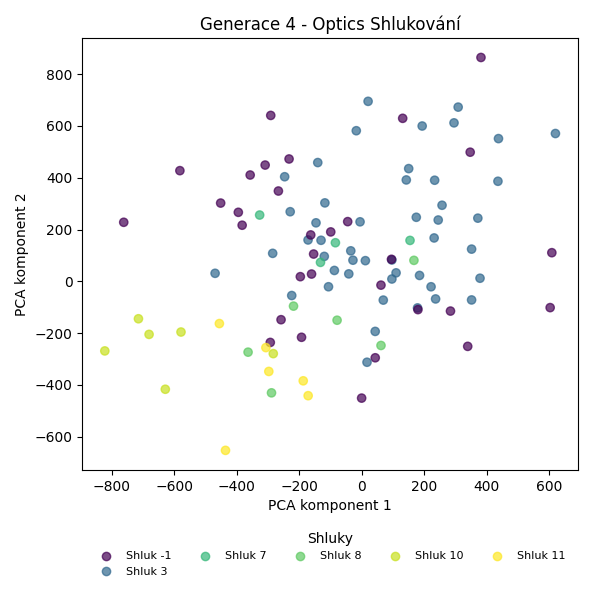 Generace 4 - Optics Shlukování
PCA komponent 2
800
600
400
200
0
−200
−400
−600
−800 −600 −400 −200 0 200 400 600
PCA komponent 1
Shluky
Shluk -1 Shluk 7 Shluk 8 Shluk 10 Shluk 11
Shluk 3